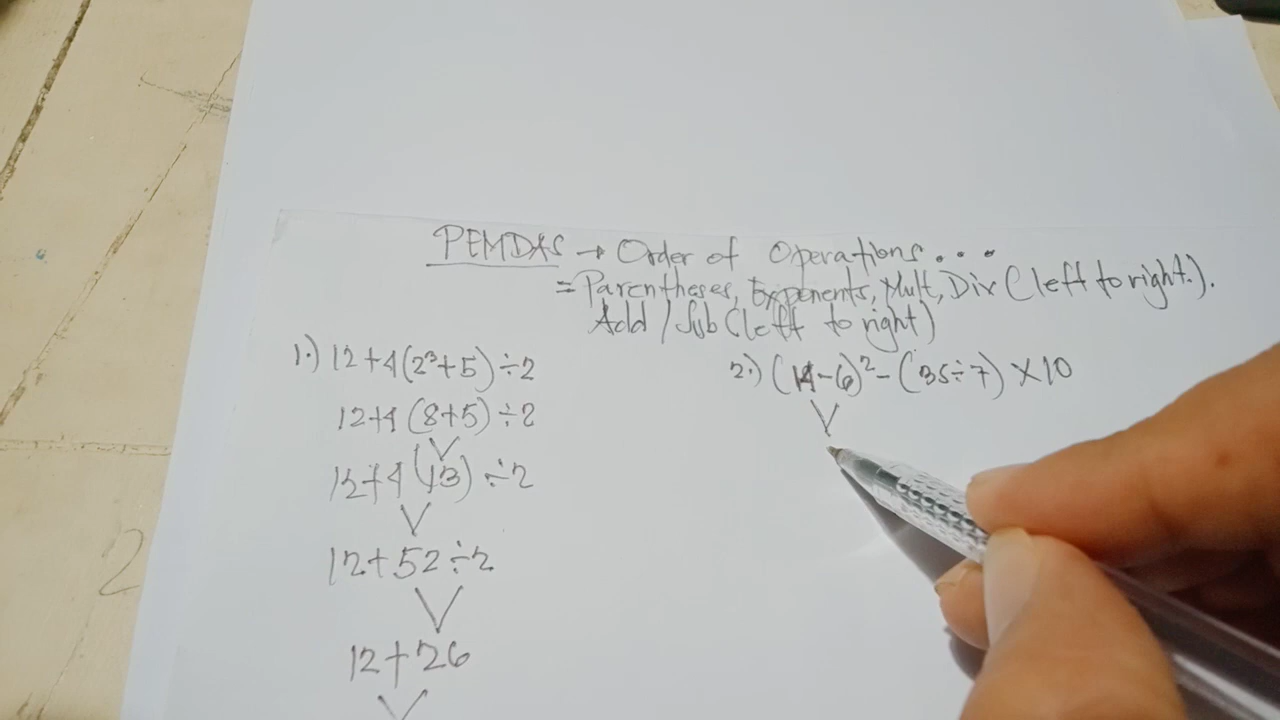 PEMDAS → Order of Operations...
= Parentheses, Exponents, Mult, Div (left to right.).
Add / Sub (left to right)
1.) 12+4(2³+5)÷2
12+4(8+5)÷2
12+4(13)÷2
12+52÷2
12+26
2.) (14-6)²-(35÷7)×10
2